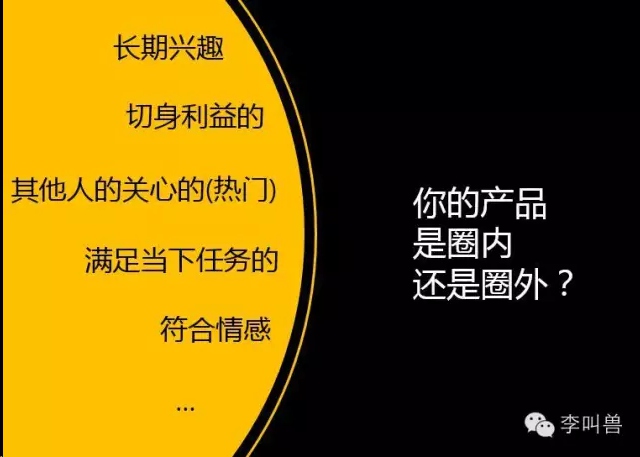 长期兴趣
切身利益的
其他人的关心的(热门)
满足当下任务的
符合情感
...
你的产品
是圈内
还是圈外？
李叫兽